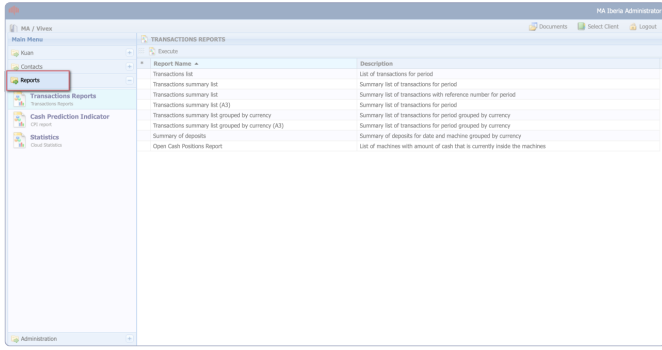 MA Iberia Administrator
MA / Vivex
Documents
Select Client
Logout
Main Menu
TRANSACTIONS REPORTS
Kuan
Execute
Contacts
Report Name
Description
Reports
Transactions list
List of transactions for period
Transactions summary list
Summary list of transactions for period
Transactions Reports
Transactions summary list
Summary list of transactions with reference number for period
Transactions Reports
Transactions summary list (A3)
Summary list of transactions for period
Cash Prediction Indicator
Transactions summary list grouped by currency
Summary list of transactions for period grouped by currency
CPI report
Transactions summary list grouped by currency (A3)
Summary list of transactions for period grouped by currency
Statistics
Summary of deposits
Summary of deposits for date and machine grouped by currency
Cloud Statistics
Open Cash Positions Report
List of machines with amount of cash that is currently inside the machines
Administration